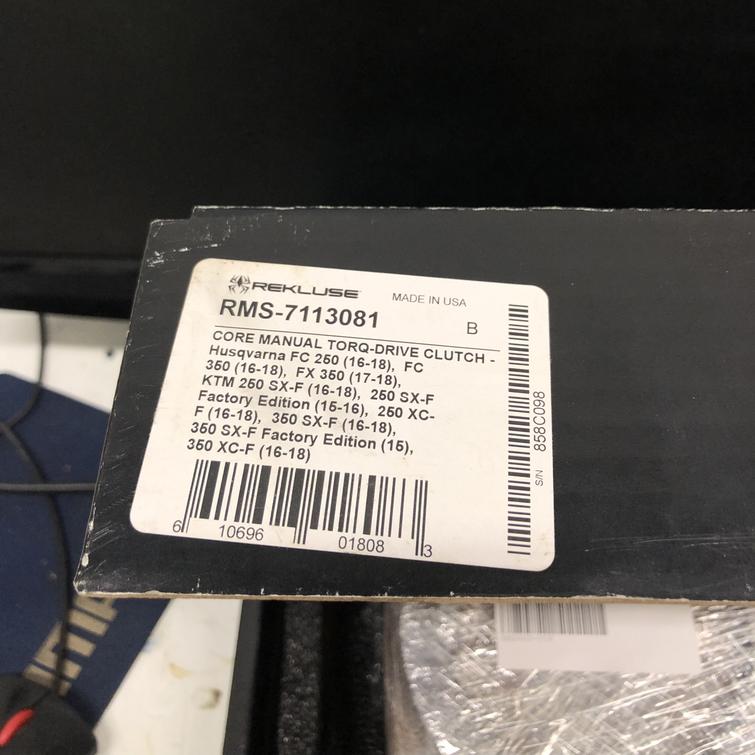 REKLUSE
MADE IN USA
RMS-7113081
B
CORE MANUAL TORQ-DRIVE CLUTCH -
Husqvarna FC 250 (16-18), FC
350 (16-18), FX 350 (17-18),
KTM 250 SX-F (16-18), 250 SX-F
Factory Edition (15-16), 250 XC-
F (16-18), 350 SX-F (16-18),
350 SX-F Factory Edition (15),
350 XC-F (16-18)
6 10696 01808 3
S/N 858C098